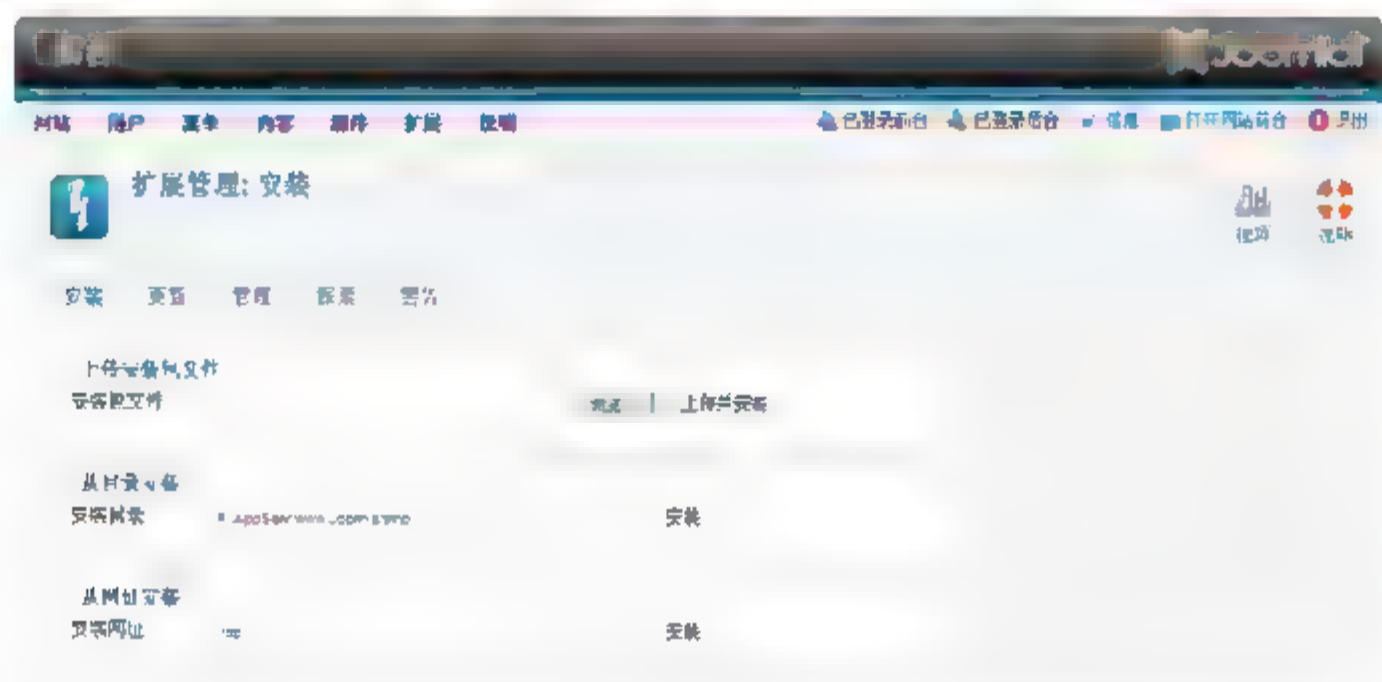 Joomla!
网站 用户 菜单 内容 组件 扩展 帮助 已登录前台 已登录后台 信息 打开网站前台 退出
扩展管理: 安装
选项
安装 更新 管理 探索 警告
上传安装包文件
安装包文件 浏览 上传并安装
从目录安装
安装目录 安装
从网址安装
安装网址 安装